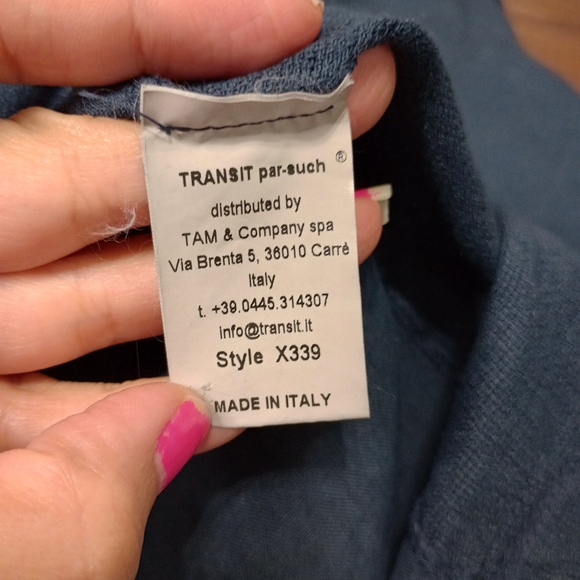 TRANSIT par-such ®
distributed by
TAM & Company spa
Via Brenta 5, 36010 Carrè
Italy
t. +39.0445.314307
info@transit.it
Style X339
MADE IN ITALY